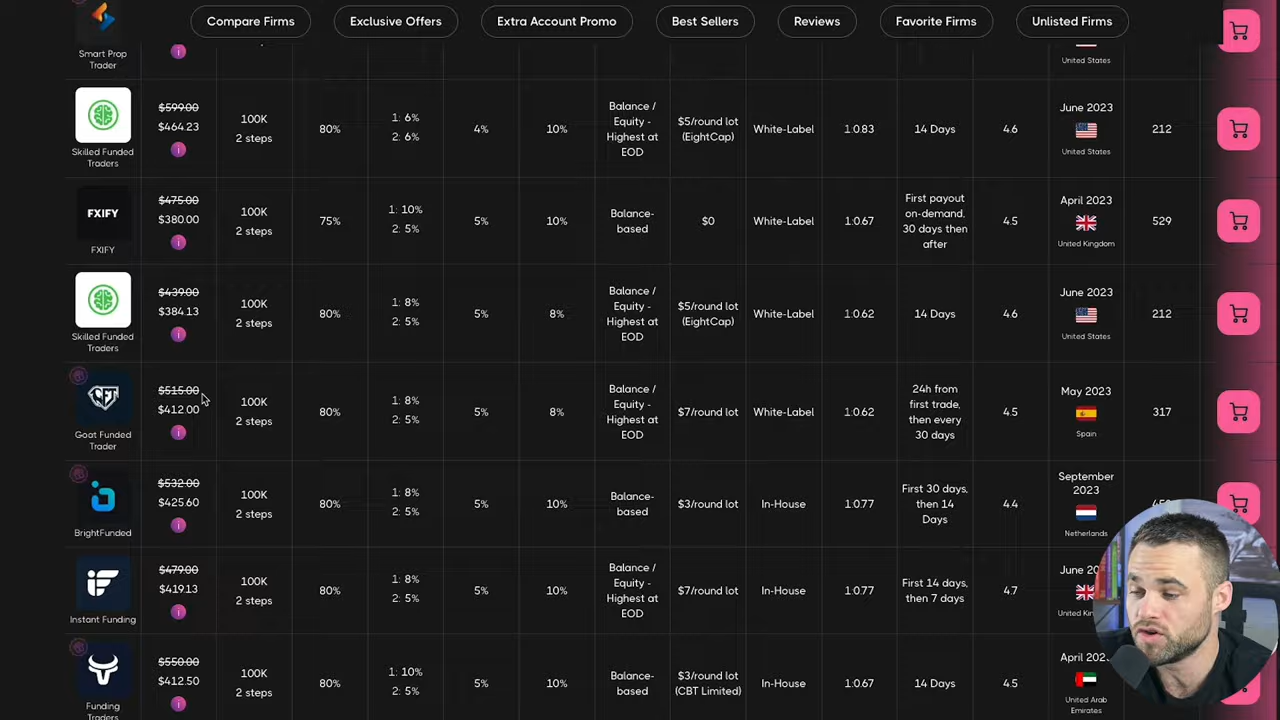 Compare Firms
Exclusive Offers
Extra Account Promo
Best Sellers
Reviews
Favorite Firms
Unlisted Firms
Smart Prop
Trader
i
United States
Skilled Funded
Traders
$599.00
$464.23
i
100K
2 steps
80%
1: 6%
2: 6%
4%
10%
Balance /
Equity -
Highest at
EOD
$5/round lot
(EightCap)
White-Label
1:0.83
14 Days
4.6
June 2023
United States
212
FXIFY
FXIFY
$475.00
$380.00
i
100K
2 steps
75%
1: 10%
2: 5%
5%
10%
Balance-
based
$0
White-Label
1:0.67
First payout
on-demand,
30 days then
after
4.5
April 2023
United Kingdom
529
Skilled Funded
Traders
$439.00
$384.13
i
100K
2 steps
80%
1: 8%
2: 5%
5%
8%
Balance /
Equity -
Highest at
EOD
$5/round lot
(EightCap)
White-Label
1:0.62
14 Days
4.6
June 2023
United States
212
GFT
Goat Funded
Trader
$515.00
$412.00
i
100K
2 steps
80%
1: 8%
2: 5%
5%
8%
Balance /
Equity -
Highest at
EOD
$7/round lot
White-Label
1:0.62
24h from
first trade,
then every
30 days
4.5
May 2023
Spain
317
BrightFunded
$532.00
$425.60
i
100K
2 steps
80%
1: 8%
2: 5%
5%
10%
Balance-
based
$3/round lot
In-House
1:0.77
First 30 days,
then 14
Days
4.4
September
2023
Netherlands
Instant Funding
$479.00
$419.13
i
100K
2 steps
80%
1: 8%
2: 5%
5%
10%
Balance /
Equity -
Highest at
EOD
$7/round lot
In-House
1:0.77
First 14 days,
then 7 days
4.7
June 20
United Kin
Funding
Traders
$550.00
$412.50
i
100K
2 steps
80%
1: 10%
2: 5%
5%
10%
Balance-
based
$3/round lot
(CBT Limited)
In-House
1:0.67
14 Days
4.5
April 202
United Arab
Emirates